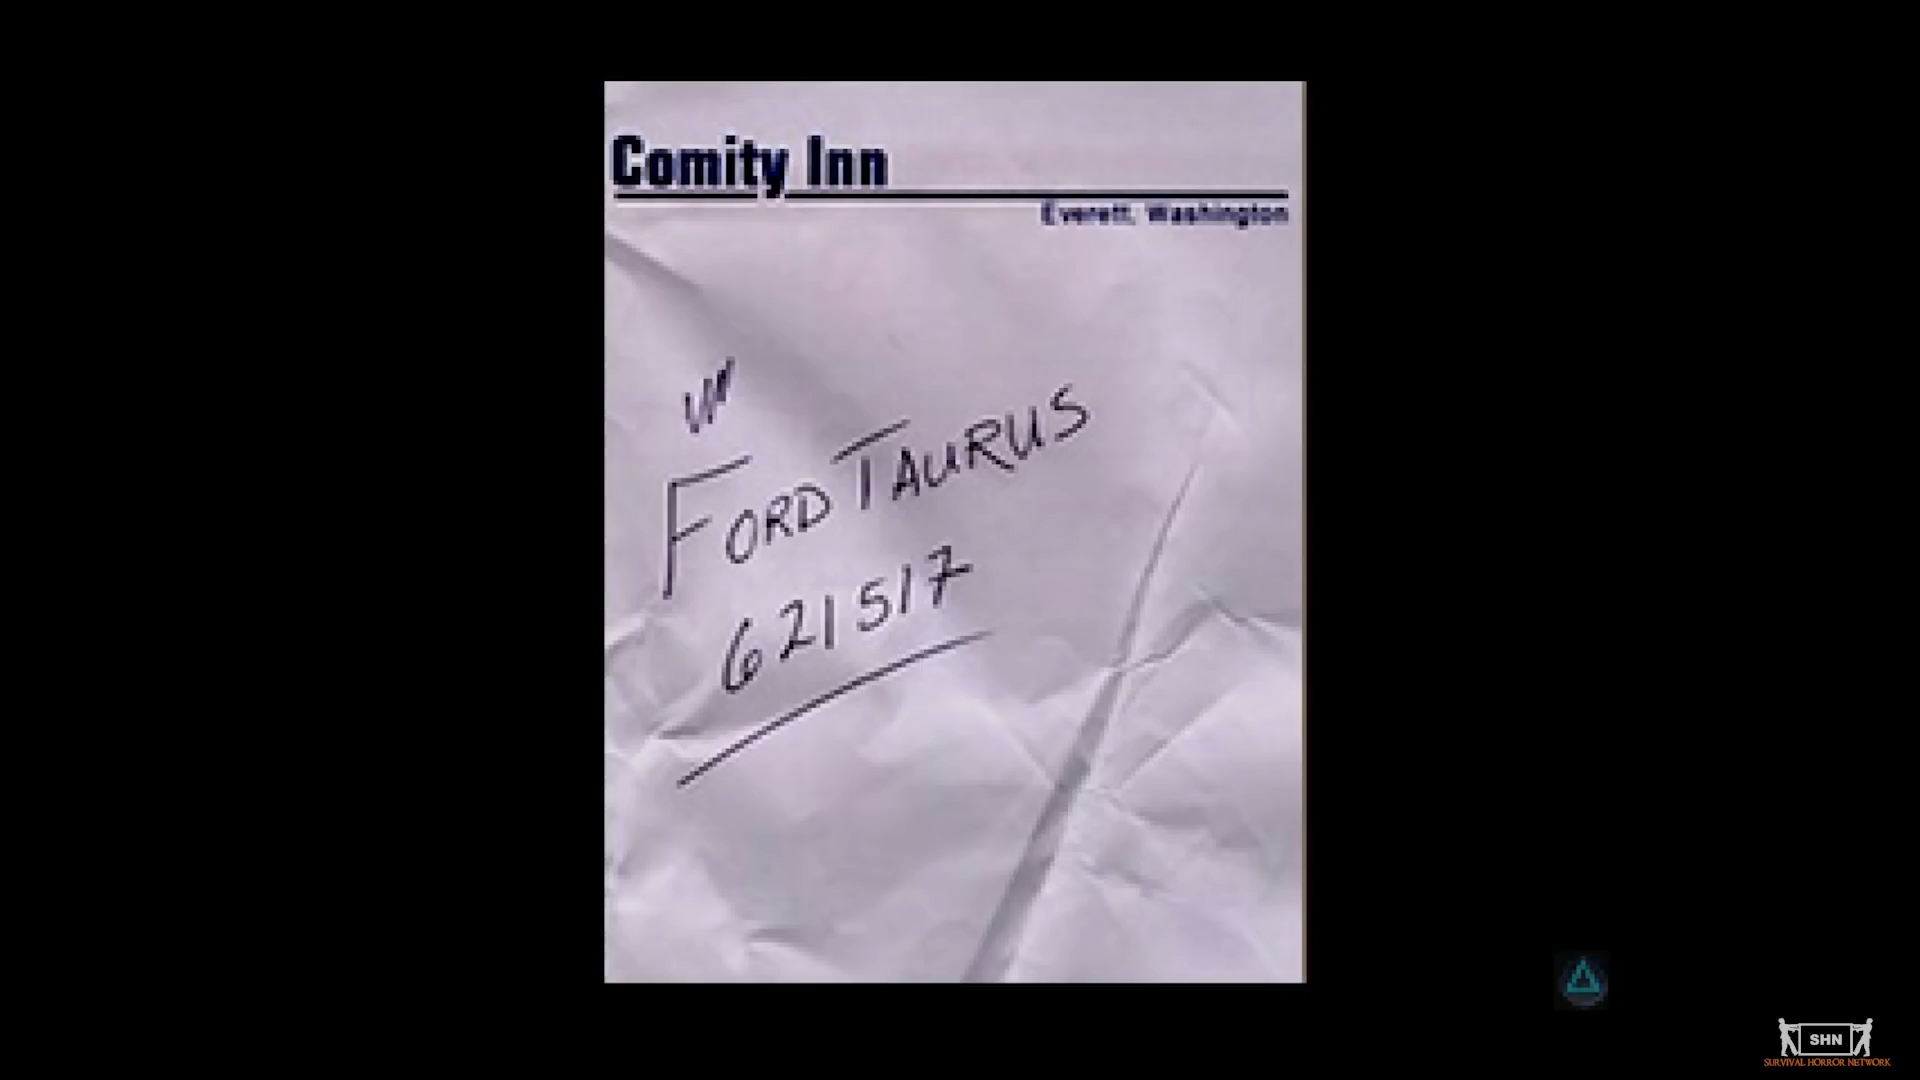 Comity Inn
Everett, Washington
FORD TAURUS
621517
SHN
SURVIVAL HORROR NETWORK